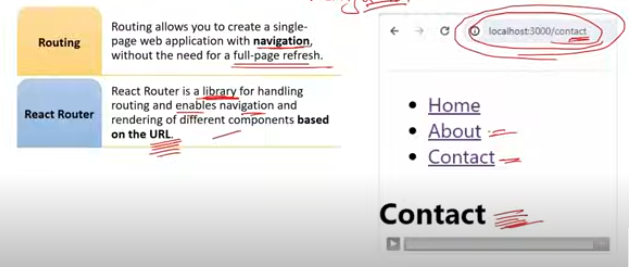 Routing
Routing allows you to create a single-
page web application with navigation,
without the need for a full-page refresh.
React Router
React Router is a library for handling
routing and enables navigation and
rendering of different components based
on the URL.
localhost:3000/contact
Home
About
Contact
Contact